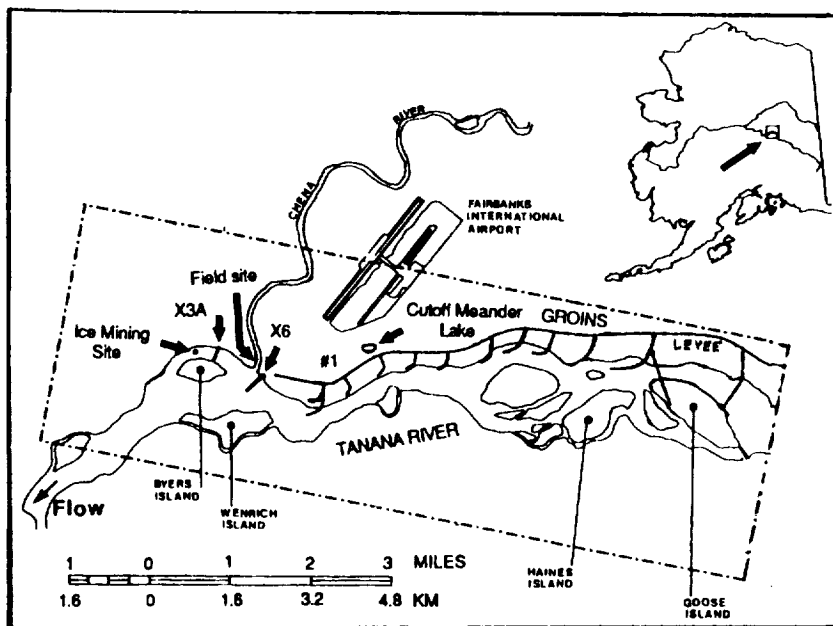 CHENA RIVER
FAIRBANKS
INTERNATIONAL
AIRPORT
Field site
X3A
X6
Cutoff Meander
Lake
GROINS
Ice Mining
Site
#1
LEVEE
TANANA RIVER
BYERS
ISLAND
Flow
WENRICH
ISLAND
HAINES
ISLAND
GOOSE
ISLAND
1 0 1 2 3 MILES
1.6 0 1.6 3.2 4.8 KM